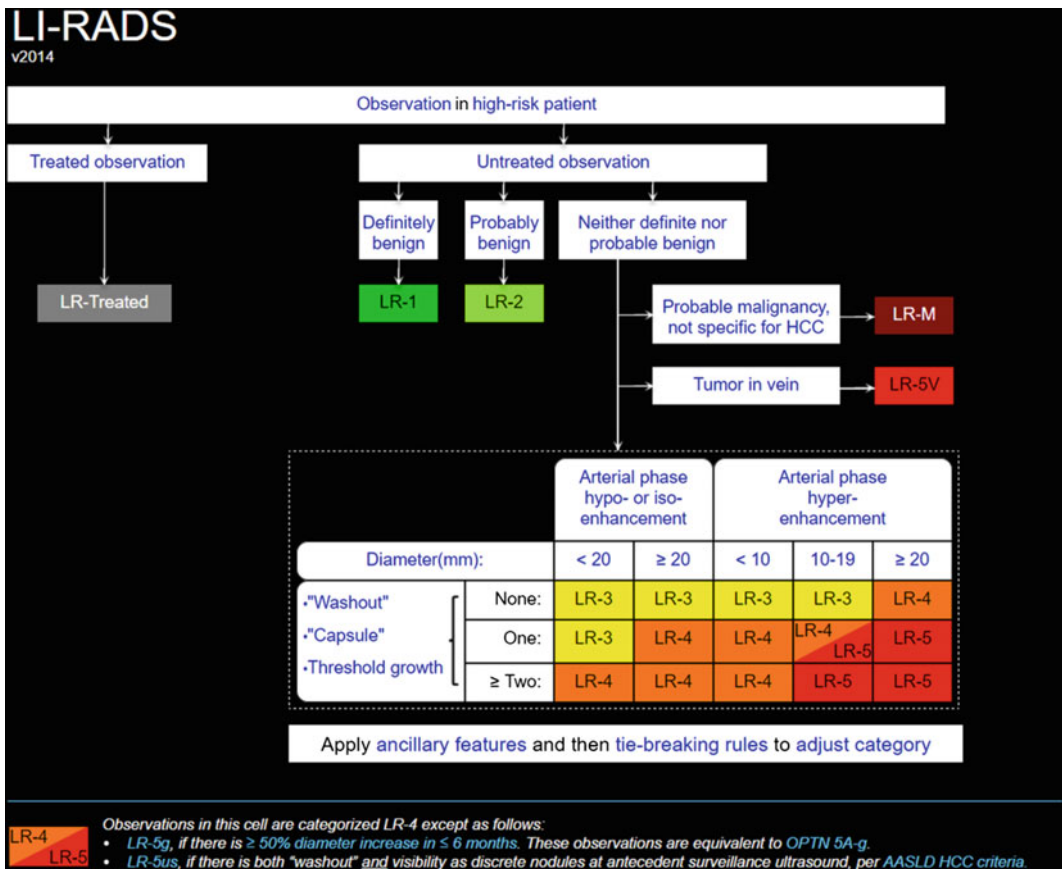 LI-RADS
v2014
Observation in high-risk patient
Treated observation
Untreated observation
Definitely
benign
Probably
benign
Neither definite nor
probable benign
LR-Treated
LR-1
LR-2
Probable malignancy,
not specific for HCC
LR-M
Tumor in vein
LR-5V
Arterial phase
hypo- or iso-
enhancement
Arterial phase
hyper-
enhancement
Diameter(mm): < 20 ≥ 20 < 10 10-19 ≥ 20
•"Washout"
•"Capsule"
•Threshold growth
None: LR-3 LR-3 LR-3 LR-3 LR-4
One: LR-3 LR-4 LR-4 LR-4 LR-5 LR-5
≥ Two: LR-4 LR-4 LR-4 LR-5 LR-5
Apply ancillary features and then tie-breaking rules to adjust category
LR-4
LR-5
Observations in this cell are categorized LR-4 except as follows:
• LR-5g, if there is ≥ 50% diameter increase in ≤ 6 months. These observations are equivalent to OPTN 5A-g.
• LR-5us, if there is both "washout" and visibility as discrete nodules at antecedent surveillance ultrasound, per AASLD HCC criteria.